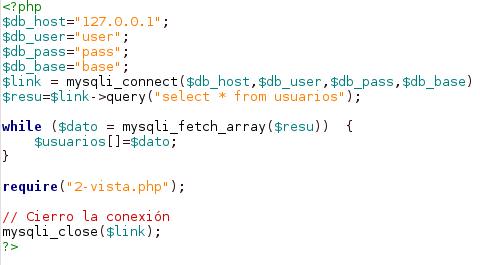 <?php
$db_host="127.0.0.1";
$db_user="user";
$db_pass="pass";
$db_base="base";
$link = mysqli_connect($db_host,$db_user,$db_pass,$db_base)
$resu=$link->query("select * from usuarios");
while ($dato = mysqli_fetch_array($resu))  {
    $usuarios[]=$dato;
}
require("2-vista.php");
// Cierro la conexión
mysqli_close($link);
?>